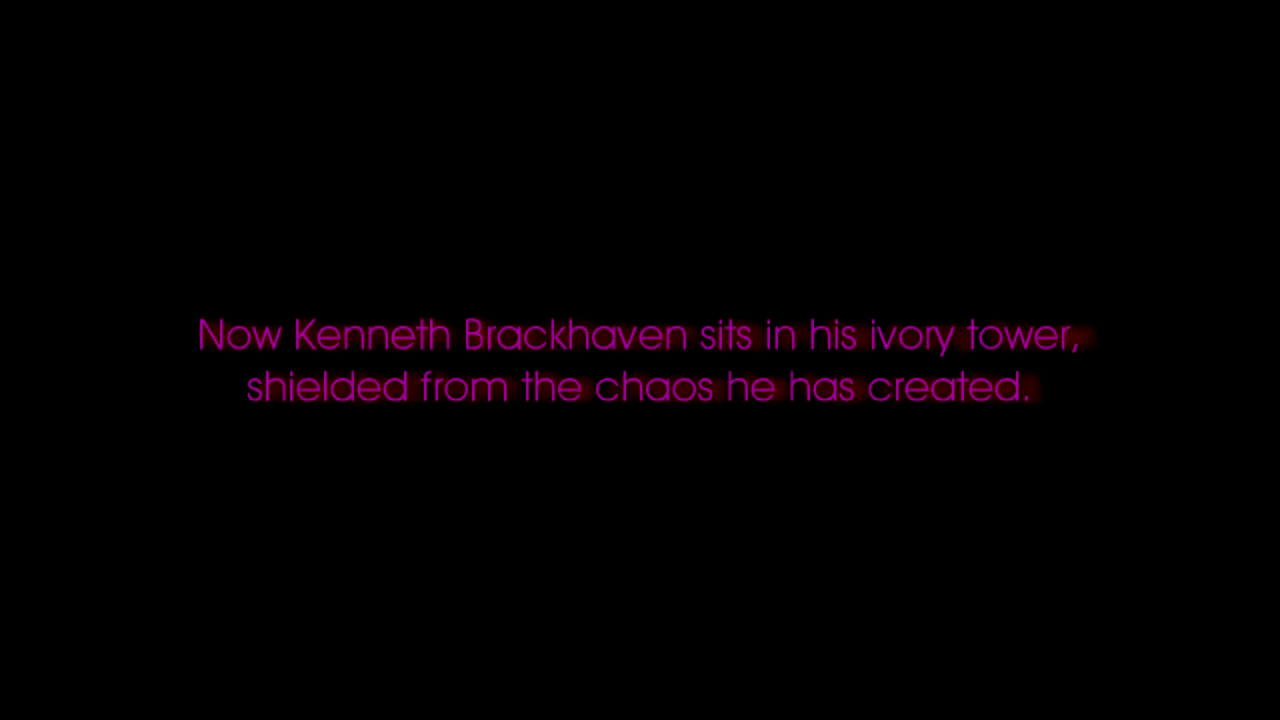 Now Kenneth Brackhaven sits in his ivory tower,
shielded from the chaos he has created.